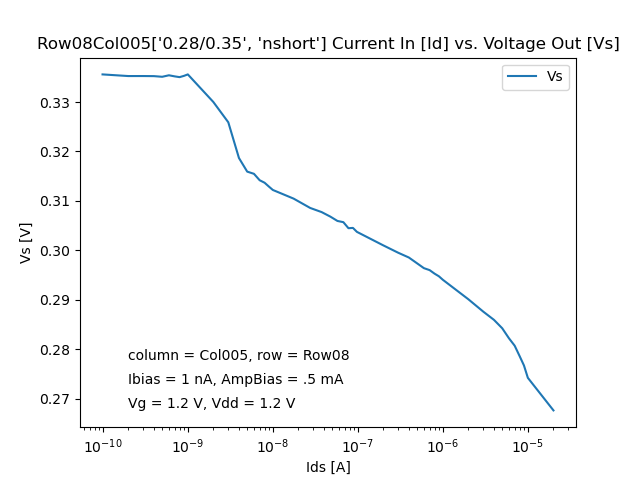 Row08Col005['0.28/0.35', 'nshort'] Current In [Id] vs. Voltage Out [Vs]
Vs
0.33
0.32
0.31
0.30
0.29
0.28
0.27
Vs [V]
column = Col005, row = Row08
Ibias = 1 nA, AmpBias = .5 mA
Vg = 1.2 V, Vdd = 1.2 V
10⁻¹⁰ 10⁻⁹ 10⁻⁸ 10⁻⁷ 10⁻⁶ 10⁻⁵
Ids [A]